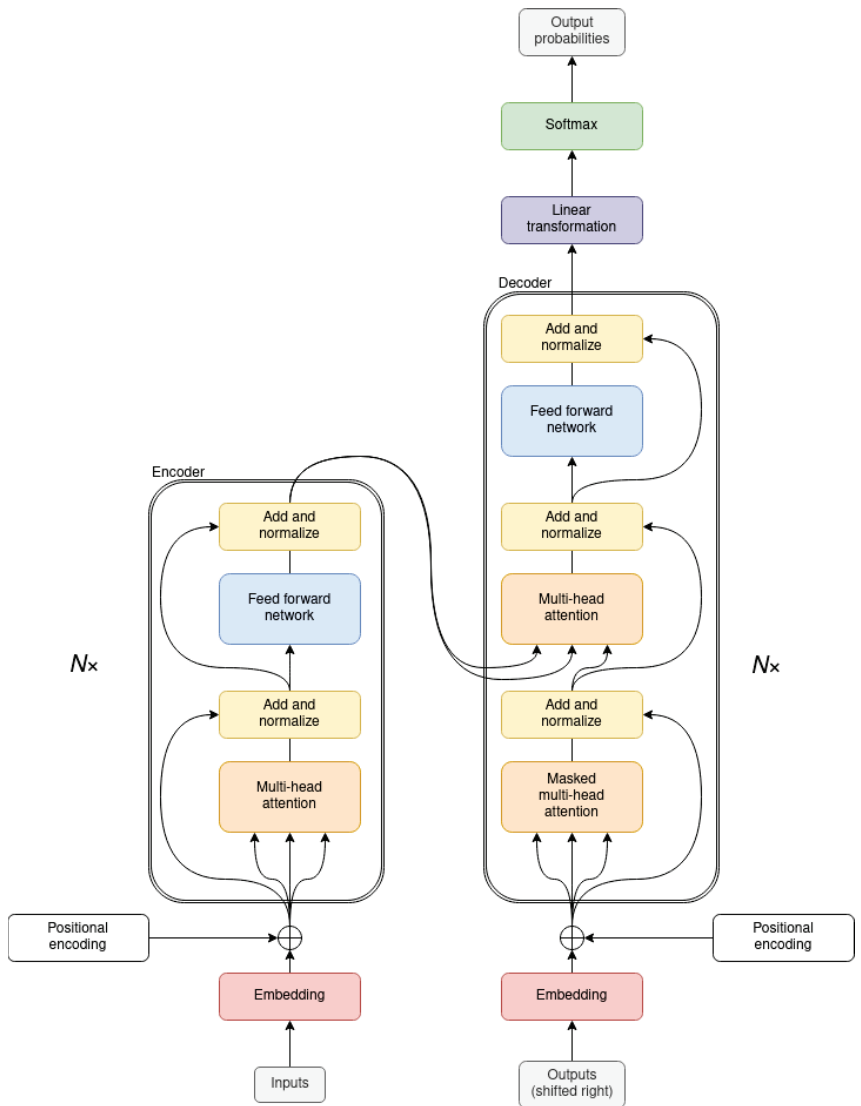 Output
probabilities
Softmax
Linear
transformation
Decoder
Add and
normalize
Feed forward
network
Add and
normalize
Multi-head
attention
Add and
normalize
Masked
multi-head
attention
N×
Encoder
Add and
normalize
Feed forward
network
Add and
normalize
Multi-head
attention
N×
Positional
encoding
Positional
encoding
Embedding
Embedding
Inputs
Outputs
(shifted right)